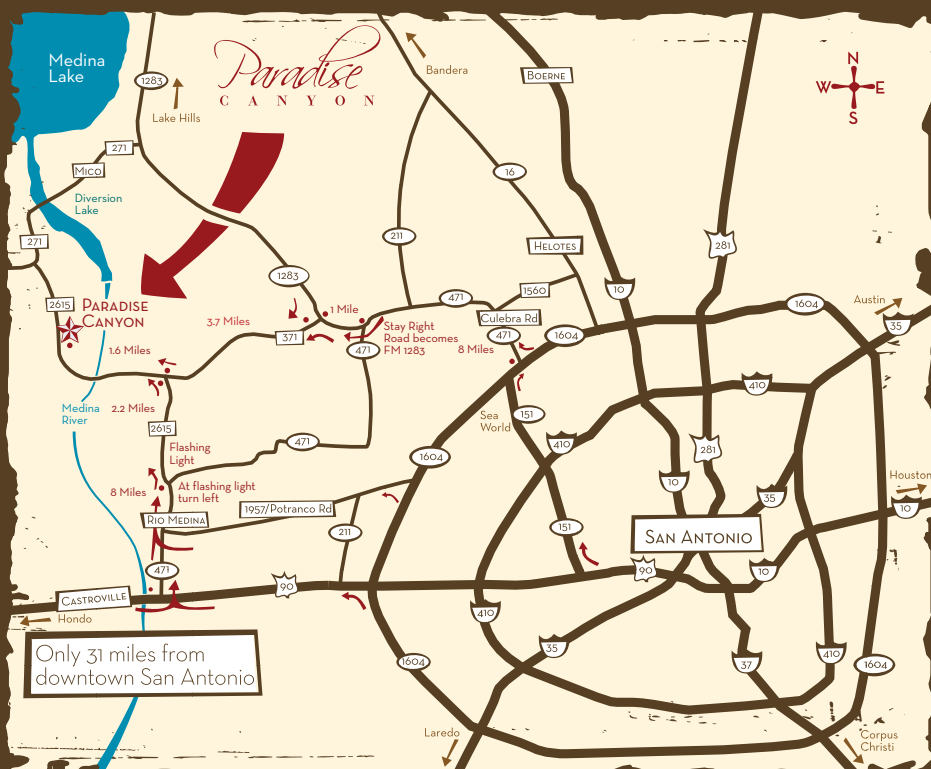 Medina
Lake
1283
Lake Hills
Paradise
CANYON
Bandera
BOERNE
N
W
E
S
271
MICO
16
Diversion
Lake
271
211
HELOTES
281
1283
1560
10
2615
PARADISE
CANYON
471
1604
Austin
35
3.7 Miles
1 Mile
Stay Right
Road becomes
FM 1283
Culebra Rd
471
8 Miles
1604
371
471
1.6 Miles
410
Medina
River
2.2 Miles
Sea
World
151
2615
Flashing
Light
471
410
281
1604
8 Miles
At flashing light
turn left
10
35
Houston
10
RIO MEDINA
1957/Potranco Rd
211
151
SAN ANTONIO
471
90
90
10
CASTROVILLE
Hondo
410
Only 31 miles from
downtown San Antonio
35
1604
37
410
1604
Laredo
Corpus
Christi